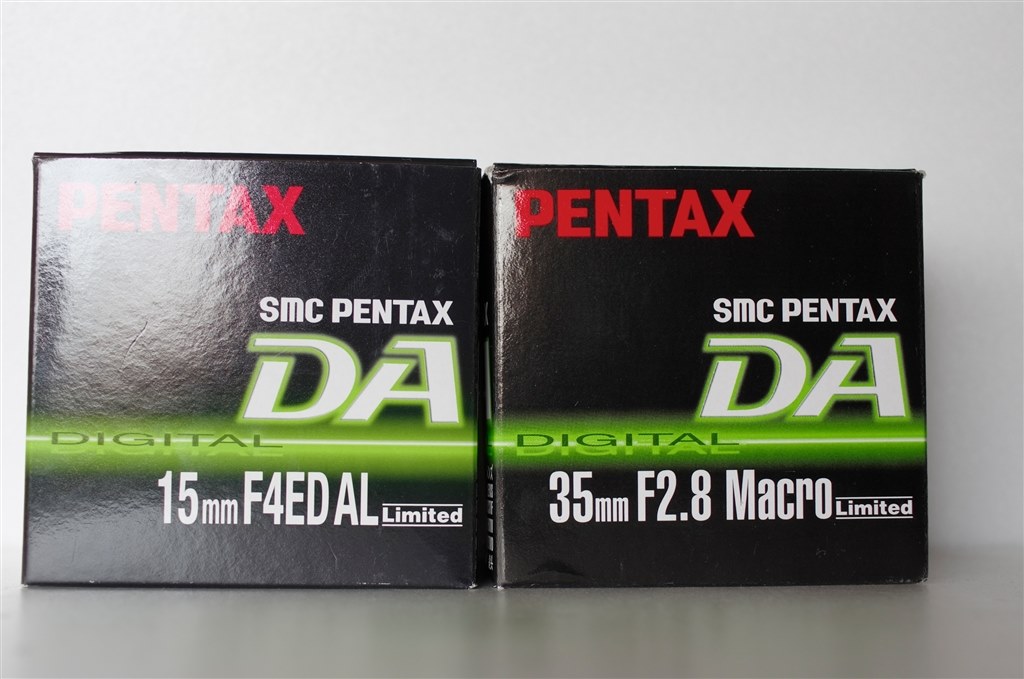 PENTAX
smc PENTAX
DA
DIGITAL
15mm F4ED AL Limited
PENTAX
smc PENTAX
DA
DIGITAL
35mm F2.8 Macro Limited